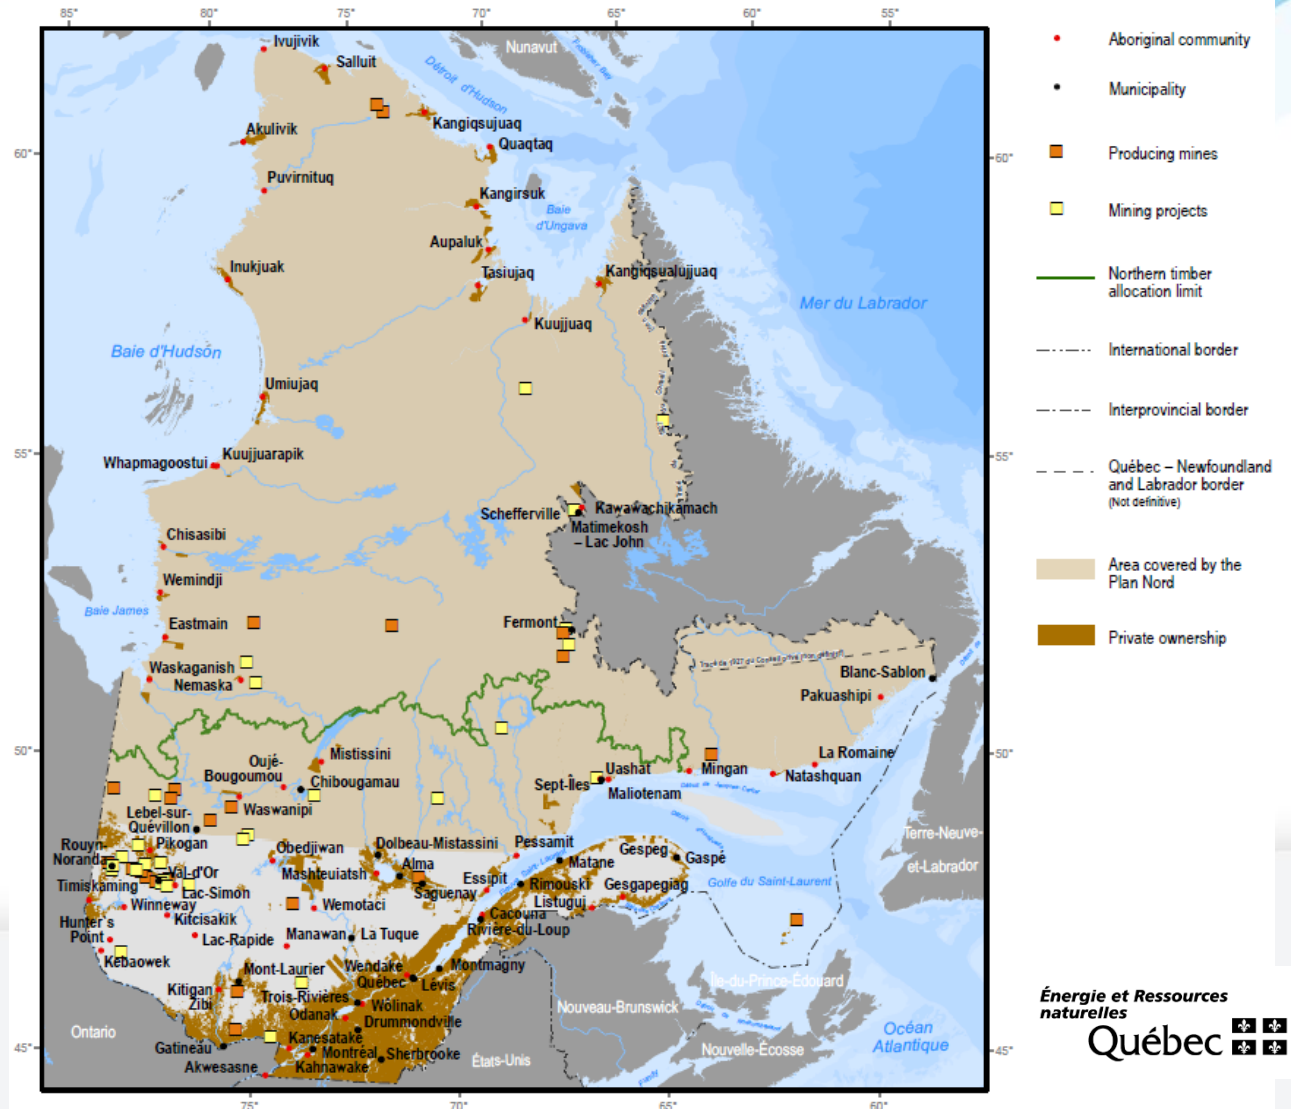 85°
80°
75°
70°
65°
60°
55°
Ivujivik
Nunavut
Salluit
Détroit d'Hudson
Aboriginal community
Municipality
Producing mines
Mining projects
Northern timber
allocation limit
International border
Interprovincial border
Québec – Newfoundland
and Labrador border
(Not definitive)
Area covered by the
Plan Nord
Private ownership
Kangiqsujuaq
Akulivik
Quaqtaq
60°
60°
Puvirnituq
Kangirsuk
Baie
d'Ungava
Aupaluk
Inukjuak
Tasiujaq
Kangiqsualujjuaq
Mer du Labrador
Kuujjuaq
Baie d'Hudson
Umiujaq
Whapmagoostui
Kuujjuarapik
55°
55°
Schefferville
Kawawachikamach
Matimekosh
– Lac John
Chisasibi
Wemindji
Baie James
Eastmain
Fermont
Waskaganish
Nemaska
Blanc-Sablon
Pakuashipi
50°
50°
Mistissini
Oujé-
Bougoumou
Chibougamau
La Romaine
Uashat
Mingan
Natashquan
Sept-Îles
Maliotenam
Waswanipi
Lebel-sur-
Quévillon
Rouyn-
Noranda
Pikogan
Obedjiwan
Dolbeau-Mistassini
Pessamit
Gespeg
Gaspé
Terre-Neuve-
et-Labrador
Matane
Alma
Mashteuiatsh
Val-d'Or
Timiskaming
Lac-Simon
Essipit
Rimouski
Gesgapegiag
Golfe du Saint-Laurent
Saguenay
Listuguj
Winneway
Wemotaci
Kitcisakik
Cacouna
Rivière-du-Loup
Hunter's
Point
Lac-Rapide
Manawan
La Tuque
Kebaowek
Mont-Laurier
Wendake
Montmagny
Québec
Lévis
Île-du-Prince-Édouard
Kitigan
Zibi
Trois-Rivières
Wôlinak
Odanak
Nouveau-Brunswick
Drummondville
Ontario
Kanesatake
Gatineau
Montréal
Sherbrooke
États-Unis
Nouvelle-Écosse
Océan
Atlantique
Akwesasne
Kahnawake
45°
45°
75°
70°
65°
60°
Énergie et Ressources
naturelles
Québec